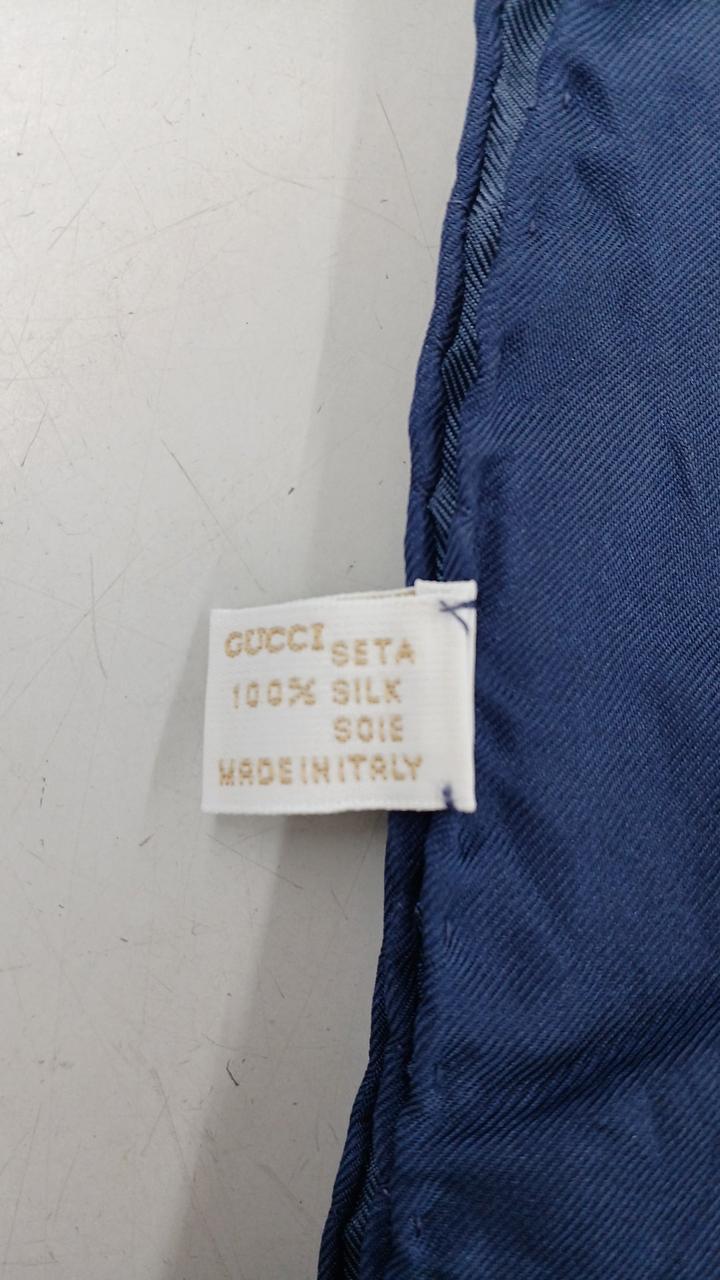 GUCCI SETA
100% SILK
SOIE
MADE IN ITALY